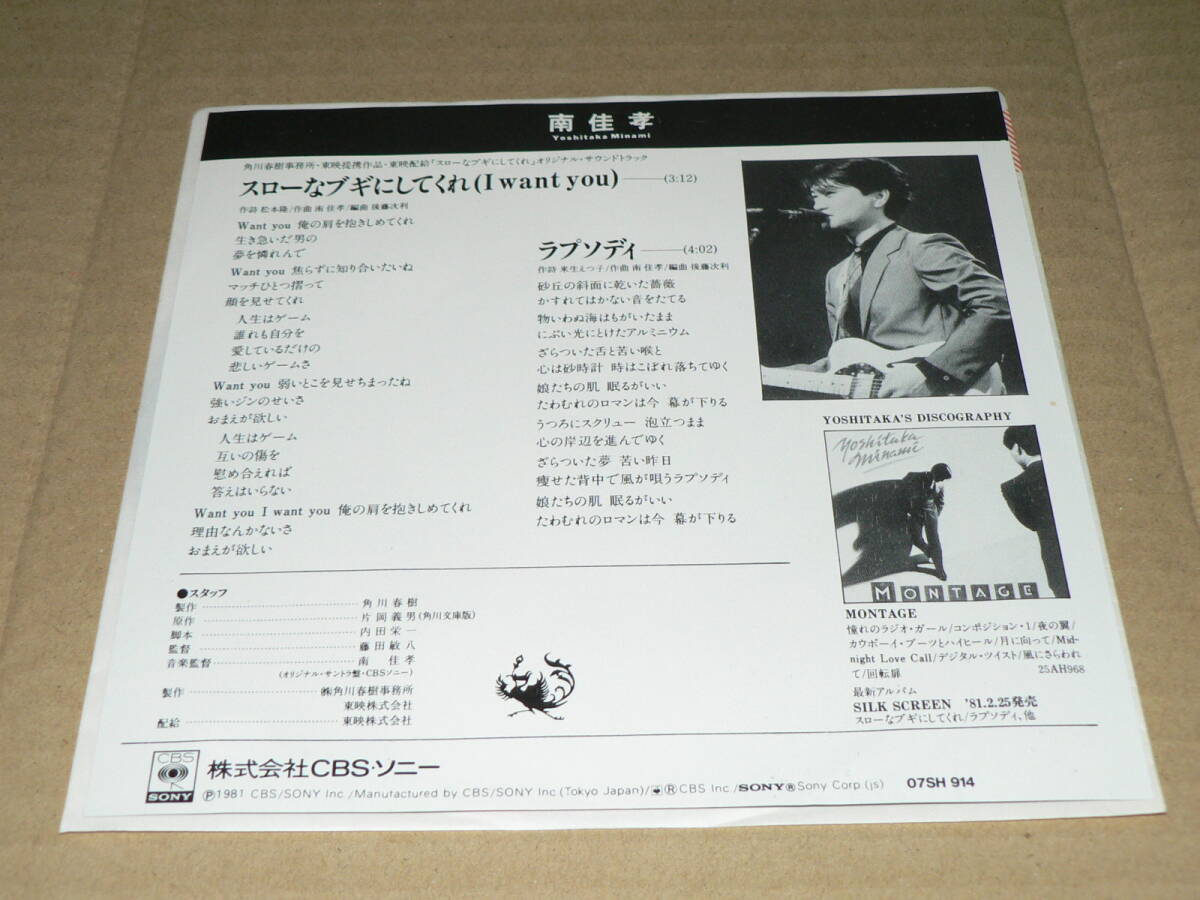 南佳孝
Yoshitaka Minami
角川春樹事務所・東映提携作品・東映配給「スローなブギにしてくれ」オリジナル・サウンドトラック
スローなブギにしてくれ(I want you)――(3:12)
作詩 松本隆/作曲 南 佳孝/編曲 後藤次利
Want you 俺の肩を抱きしめてくれ
生き急いだ男の
夢を憐れんで
Want you 焦らずに知り合いたいね
マッチひとつ摺って
顔を見せてくれ
人生はゲーム
誰れも自分を
愛しているだけの
悲しいゲームさ
Want you 弱いとこを見せちまったね
強いジンのせいさ
おまえが欲しい
人生はゲーム
互いの傷を
慰め合えれば
答えはいらない
Want you I want you 俺の肩を抱きしめてくれ
理由なんかないさ
おまえが欲しい
ラプソディ――(4:02)
作詩 来生えつ子/作曲 南 佳孝/編曲 後藤次利
砂丘の斜面に乾いた薔薇
かすれてはかない音をたてる
物いわぬ海はもがいたまま
にぶい光にとけたアルミニウム
ざらついた舌と苦い喉と
心は砂時計 時はこぼれ落ちてゆく
娘たちの肌 眠るがいい
たわむれのロマンは今 幕が下りる
うつろにスクリュー 泡立つまま
心の岸辺を進んでゆく
ざらついた夢 苦い昨日
痩せた背中で風が唄うラプソディ
娘たちの肌 眠るがいい
たわむれのロマンは今 幕が下りる
YOSHITAKA'S DISCOGRAPHY
Yoshitaka
Minami
MONTAGE
MONTAGE
憧れのラジオ・ガール/コンポジション・1/夜の翼/
カウボーイ・ブーツとハイヒール/月に向って/Mid-
night Love Call/デジタル・ツイスト/風にさらわれ
て/回転扉 25AH968
最新アルバム
SILK SCREEN '81.2.25発売
スローなブギにしてくれ/ラプソディ、他
●スタッフ
製作 角川春樹
原作 片岡義男(角川文庫版)
脚本 内田栄一
監督 藤田敏八
音楽監督 南 佳孝
(オリジナル・サントラ盤・CBSソニー)
製作 ㈱角川春樹事務所
東映株式会社
配給 東映株式会社
CBS
SONY
株式会社CBS・ソニー
Ⓟ1981 CBS/SONY Inc./Manufactured by CBS/SONY Inc (Tokyo Japan)/ ®CBS Inc./SONY®Sony Corp.(js)
07SH 914